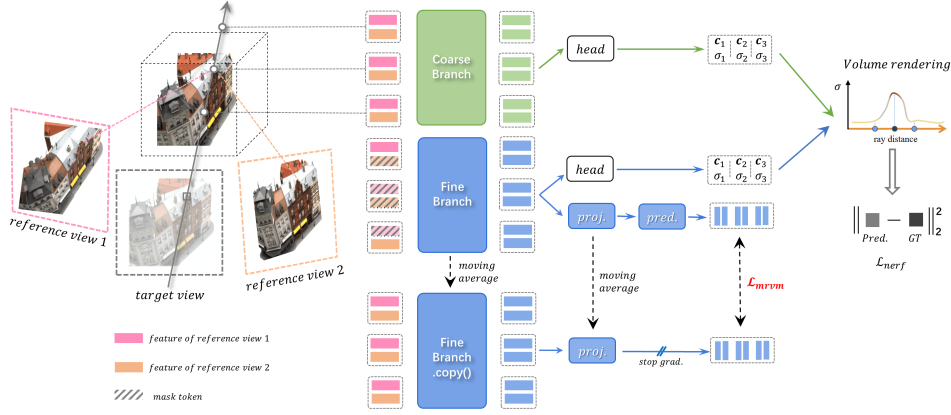 reference view 1
target view
reference view 2
feature of reference view 1
feature of reference view 2
mask token
Coarse
Branch
Fine
Branch
moving
average
Fine
Branch
.copy()
head
c₁ c₂ c₃
σ₁ σ₂ σ₃
head
c₁ c₂ c₃
σ₁ σ₂ σ₃
proj.
pred.
moving
average
ℒmrvm
proj.
stop grad.
Volume rendering
σ
ray distance
‖ − ‖²₂
Pred. GT
ℒnerf